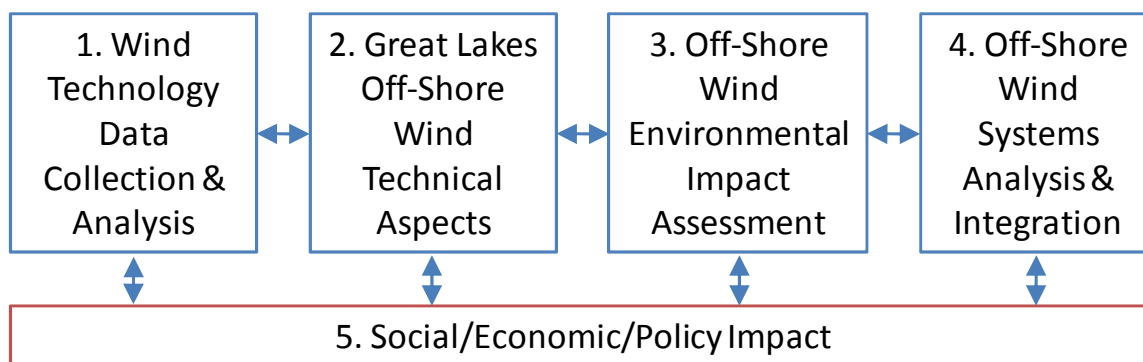 1. Wind
Technology
Data
Collection &
Analysis
2. Great Lakes
Off-Shore
Wind
Technical
Aspects
3. Off-Shore
Wind
Environmental
Impact
Assessment
4. Off-Shore
Wind
Systems
Analysis &
Integration
5. Social/Economic/Policy Impact